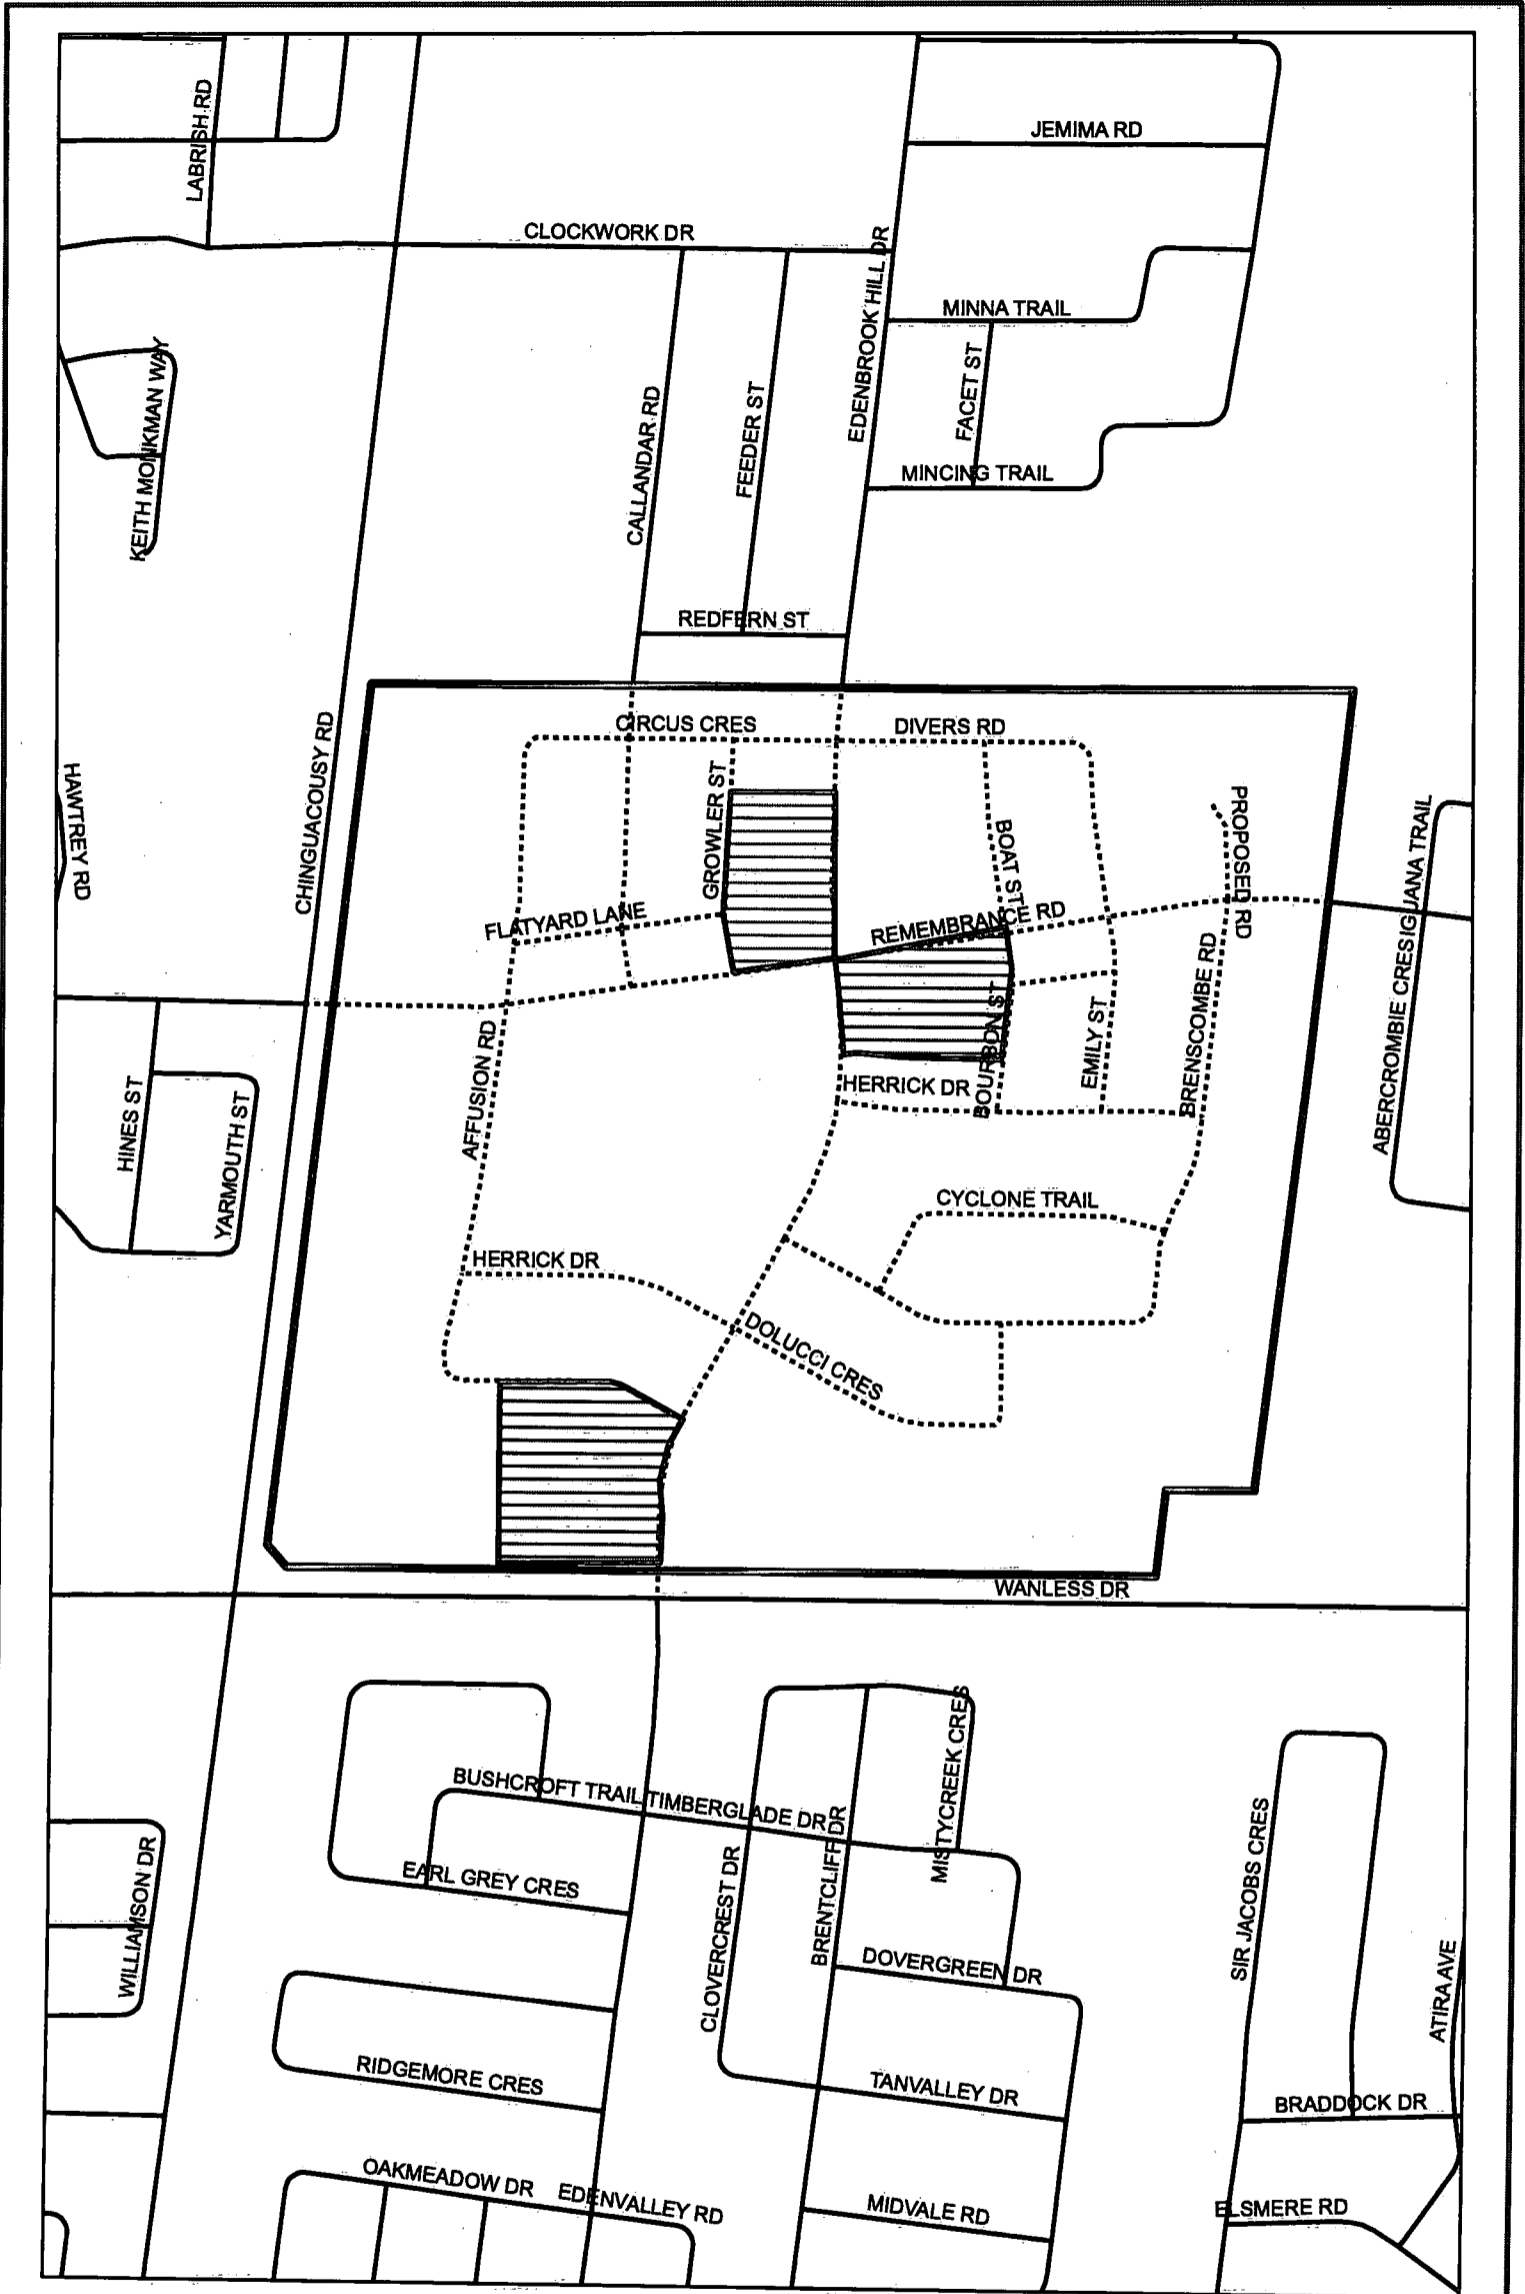 LABRISH RD
JEMIMA RD
CLOCKWORK DR
EDENBROOK HILL DR
MINNA TRAIL
KEITH MONKMAN WAY
FACET ST
CALLANDAR RD
FEEDER ST
MINCING TRAIL
REDFERN ST
CHINGUACOUSY RD
CIRCUS CRES
DIVERS RD
HAWTREY RD
GROWLER ST
BOAT ST
PROPOSED RD
ABERCROMBIE CRES
IGUANA TRAIL
FLATYARD LANE
REMEMBRANCE RD
BRENSCOMBE RD
AFFUSION RD
BOURBON ST
EMILY ST
HERRICK DR
HINES ST
YARMOUTH ST
CYCLONE TRAIL
HERRICK DR
DOLUCCI CRES
WANLESS DR
MISTYCREEK CRES
BUSHCROFT TRAIL
TIMBERGLADE DR
SIR JACOBS CRES
WILLIAMSON DR
EARL GREY CRES
CLOVERCREST DR
BRENTCLIFF DR
DOVERGREEN DR
ATIRA AVE
RIDGEMORE CRES
TANVALLEY DR
BRADDOCK DR
OAKMEADOW DR
EDENVALLEY RD
MIDVALE RD
ELSMERE RD